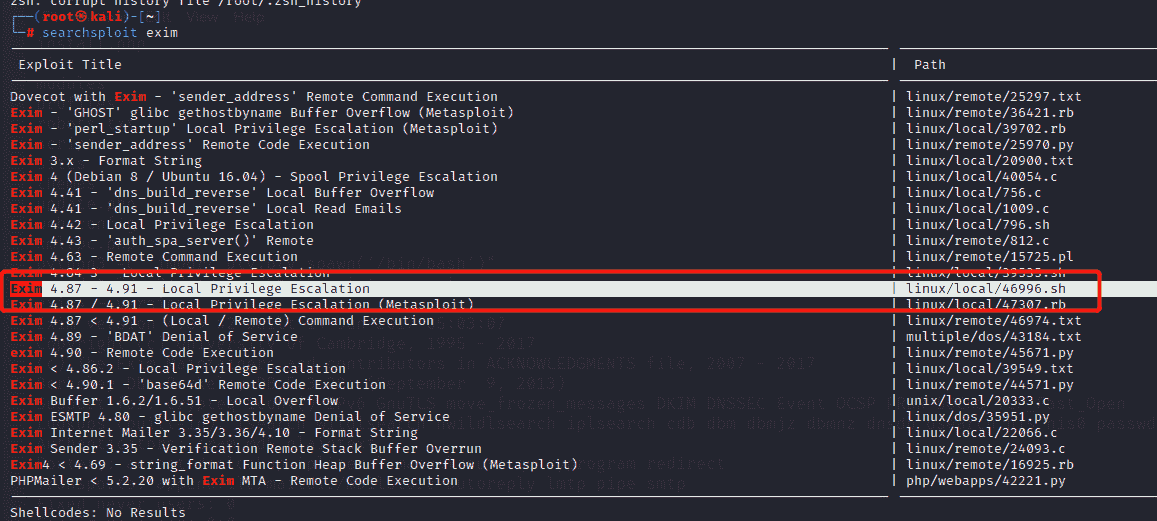 zsh: corrupt history file /root/.zsh_history
(root㉿kali)-[~]
# searchsploit exim
Exploit Title | Path
Dovecot with Exim - 'sender_address' Remote Command Execution | linux/remote/25297.txt
Exim - 'GHOST' glibc gethostbyname Buffer Overflow (Metasploit) | linux/remote/36421.rb
Exim - 'perl_startup' Local Privilege Escalation (Metasploit) | linux/local/39702.rb
Exim - 'sender_address' Remote Code Execution | linux/remote/25970.py
Exim 3.x - Format String | linux/local/20900.txt
Exim 4 (Debian 8 / Ubuntu 16.04) - Spool Privilege Escalation | linux/local/40054.c
Exim 4.41 - 'dns_build_reverse' Local Buffer Overflow | linux/local/756.c
Exim 4.41 - 'dns_build_reverse' Local Read Emails | linux/local/1009.c
Exim 4.42 - Local Privilege Escalation | linux/local/796.sh
Exim 4.43 - 'auth_spa_server()' Remote | linux/remote/812.c
Exim 4.63 - Remote Command Execution | linux/remote/15725.pl
Exim 4.84-3 - Local Privilege Escalation | linux/local/39535.sh
Exim 4.87 - 4.91 - Local Privilege Escalation | linux/local/46996.sh
Exim 4.87 / 4.91 - Local Privilege Escalation (Metasploit) | linux/local/47307.rb
Exim 4.87 < 4.91 - (Local / Remote) Command Execution | linux/remote/46974.txt
Exim 4.89 - 'BDAT' Denial of Service | multiple/dos/43184.txt
exim 4.90 - Remote Code Execution | linux/remote/45671.py
Exim < 4.86.2 - Local Privilege Escalation | linux/local/39549.txt
Exim < 4.90.1 - 'base64d' Remote Code Execution | linux/remote/44571.py
Exim Buffer 1.6.2/1.6.51 - Local Overflow | unix/local/20333.c
Exim ESMTP 4.80 - glibc gethostbyname Denial of Service | linux/dos/35951.py
Exim Internet Mailer 3.35/3.36/4.10 - Format String | linux/local/22066.c
Exim Sender 3.35 - Verification Remote Stack Buffer Overrun | linux/remote/24093.c
Exim4 < 4.69 - string_format Function Heap Buffer Overflow (Metasploit) | linux/remote/16925.rb
PHPMailer < 5.2.20 with Exim MTA - Remote Code Execution | php/webapps/42221.py
Shellcodes: No Results